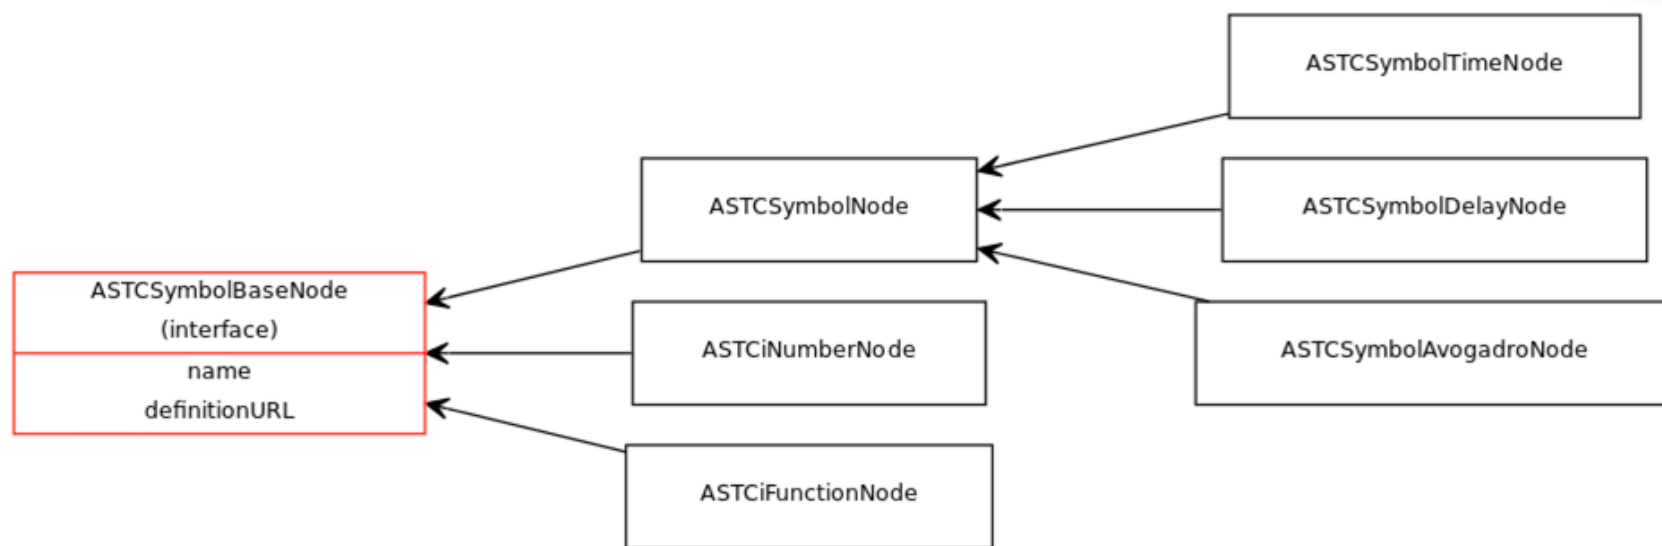 ASTCSymbolTimeNode
ASTCSymbolNode
ASTCSymbolDelayNode
ASTCSymbolBaseNode
(interface)
name
definitionURL
ASTCiNumberNode
ASTCSymbolAvogadroNode
ASTCiFunctionNode